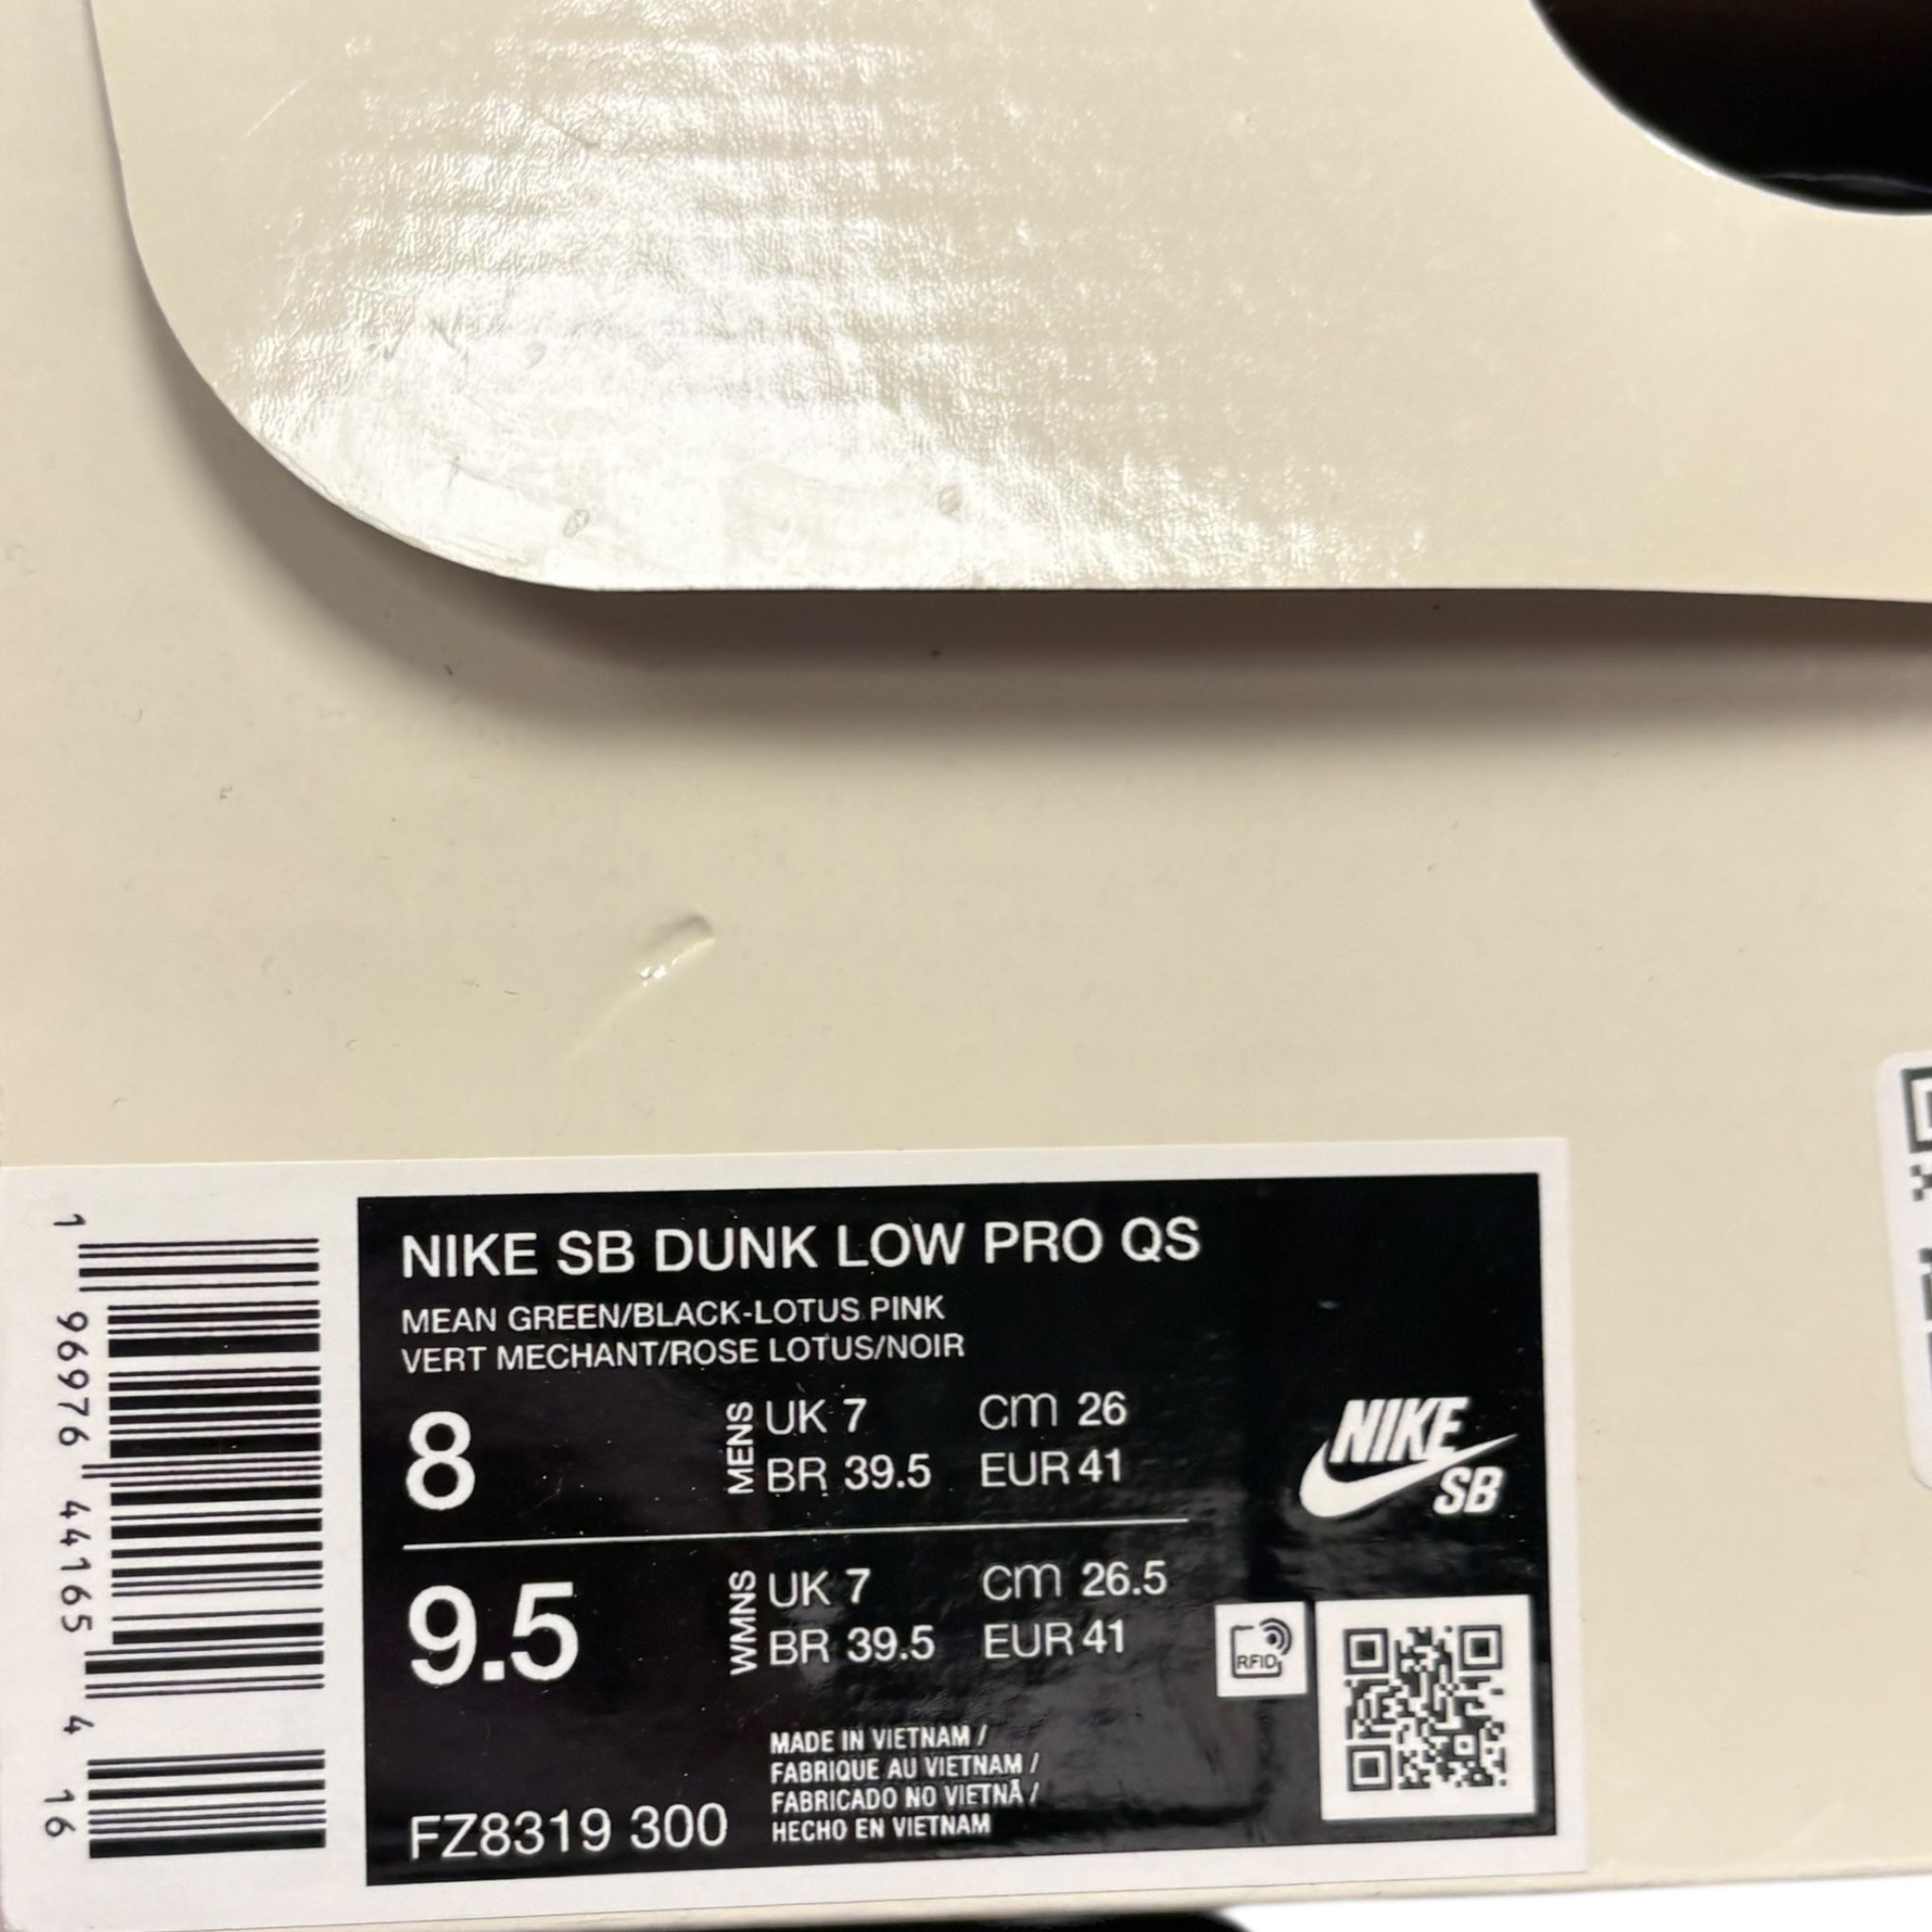 NIKE SB DUNK LOW PRO QS
MEAN GREEN/BLACK-LOTUS PINK
VERT MECHANT/ROSE LOTUS/NOIR
8 MENS UK 7 cm 26
BR 39.5 EUR 41
9.5 WMNS UK 7 cm 26.5
BR 39.5 EUR 41
NIKE
SB
RFID
MADE IN VIETNAM /
FABRIQUE AU VIETNAM /
FABRICADO NO VIETNÃ /
HECHO EN VIETNAM
FZ8319 300
1 96976 44165 4 16